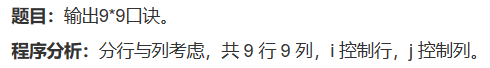 题目：输出9*9口诀。
程序分析：分行与列考虑，共 9 行 9 列，i 控制行，j 控制列。